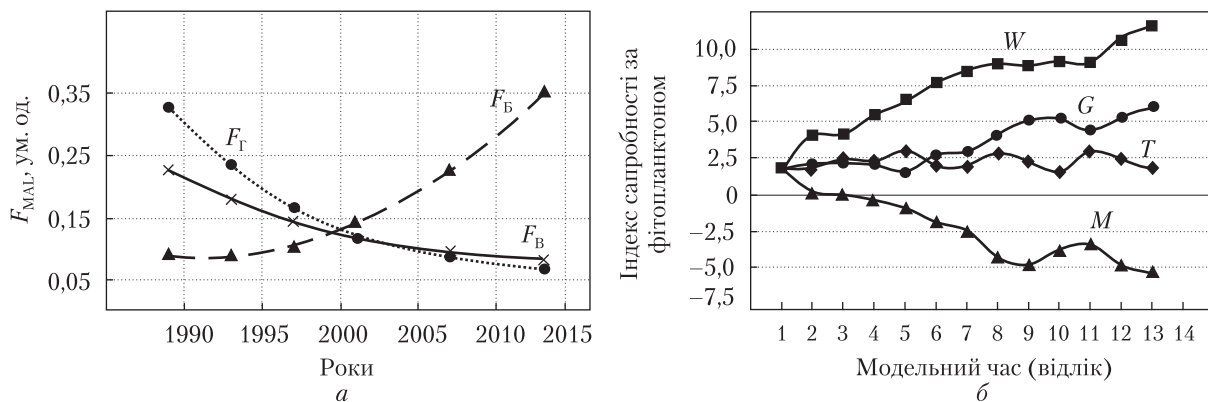 F_MAL, ум. од.
0,35
0,25
0,15
0,05
F_Г
F_Б
F_В
1990 1995 2000 2005 2010 2015
Роки
а
Індекс сапробності за
фітопланктоном
10,0
7,5
5,0
2,5
0
−2,5
−5,0
−7,5
W
G
T
M
1 2 3 4 5 6 7 8 9 10 11 12 13 14
Модельний час (відлік)
б